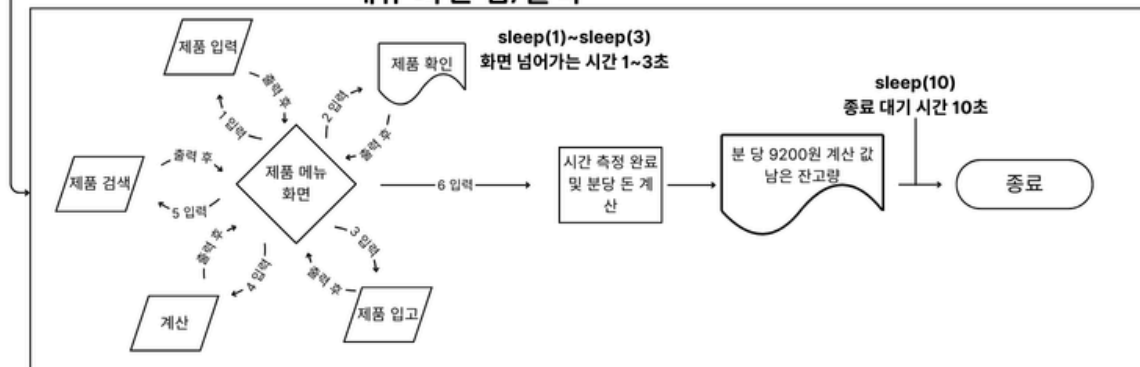 제품 입력
제품 확인
sleep(1)~sleep(3)
화면 넘어가는 시간 1~3초
sleep(10)
종료 대기 시간 10초
출력 후
1 입력
2 입력
출력 후
제품 검색
출력 후
5 입력
제품 메뉴
화면
6 입력
시간 측정 완료
및 분당 돈 계
산
분 당 9200원 계산 값
남은 잔고량
종료
출력 후
4 입력
3 입력
출력 후
계산
제품 입고